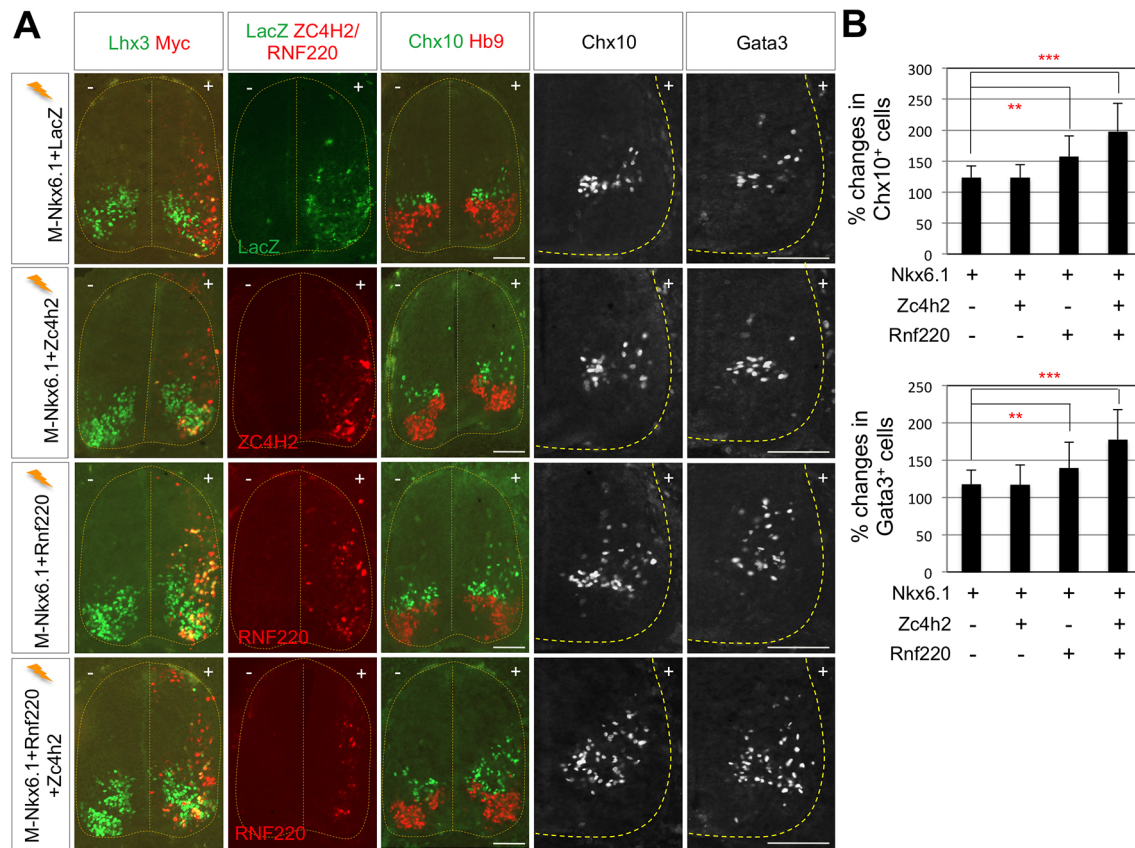 A
Lhx3 Myc
LacZ ZC4H2/
RNF220
Chx10 Hb9
Chx10
Gata3
M-Nkx6.1+LacZ
- +
- +
LacZ
- +
+
+
M-Nkx6.1+Zc4h2
- +
- +
ZC4H2
- +
+
+
M-Nkx6.1+Rnf220
- +
- +
RNF220
- +
+
+
M-Nkx6.1+Rnf220
+Zc4h2
- +
- +
RNF220
- +
+
+
B
% changes in
Chx10+ cells
300
250
200
150
100
50
0
***
**
Nkx6.1 + + + +
Zc4h2 - + - +
Rnf220 - - + +
% changes in
Gata3+ cells
250
200
150
100
50
0
***
**
Nkx6.1 + + + +
Zc4h2 - + - +
Rnf220 - - + +